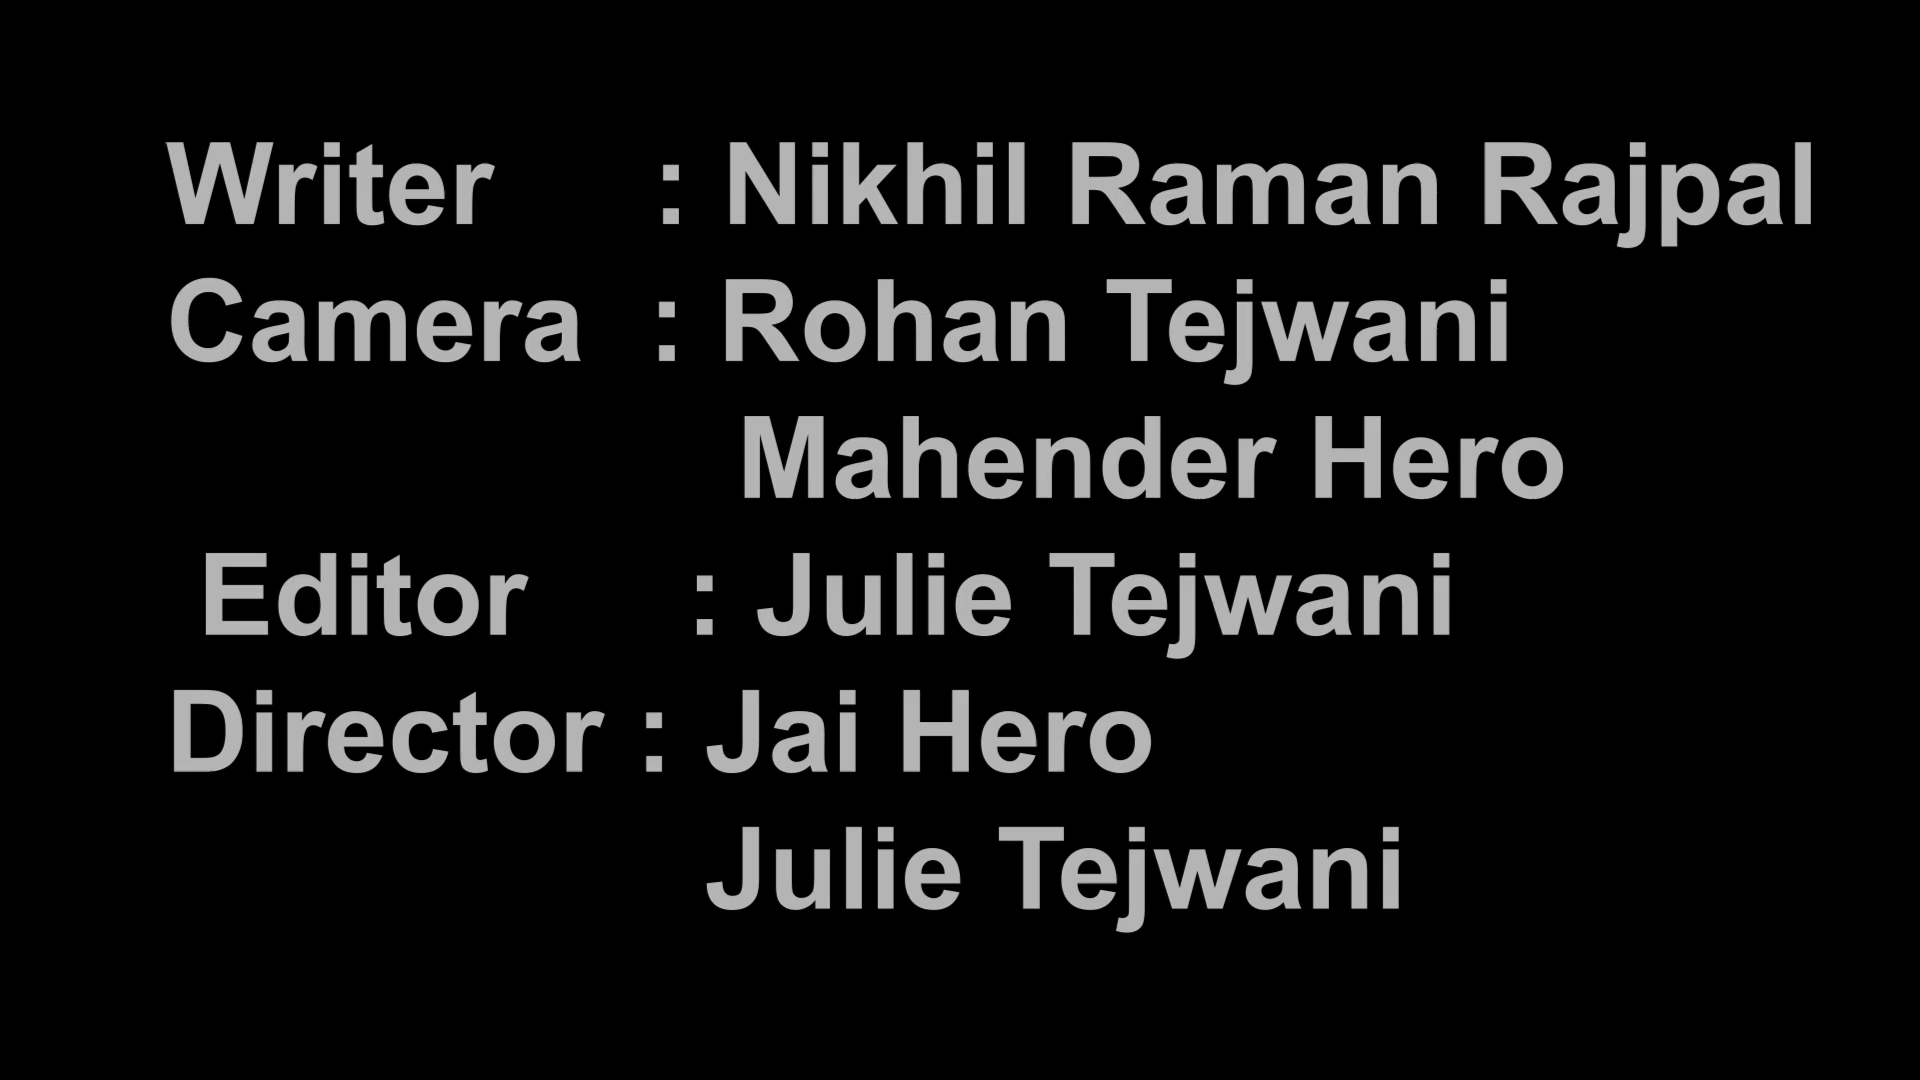 Writer : Nikhil Raman Rajpal
Camera : Rohan Tejwani
Mahender Hero
Editor : Julie Tejwani
Director : Jai Hero
Julie Tejwani